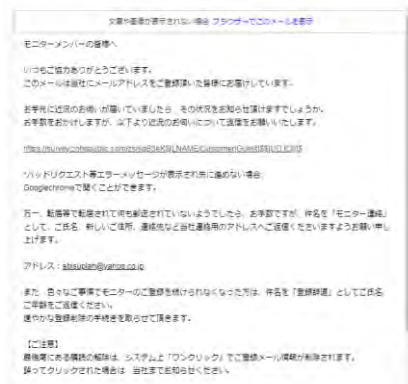 文章や画像が表示されない場合 ブラウザーでこのメールを表示
モニターメンバーの皆様へ
いつもご協力ありがとうございます。
このメールは当社にメールアドレスをご登録頂いた皆様にお届けしています。
お手元に近況のお伺いが届いていましたら、その状況をお知らせ頂けますでしょうか。
お手数をおかけしますが、以下より近況のお伺いについて返信をお願いいたします。
*バッドリクエスト等エラーメッセージが表示され先に進めない場合、
Googlechromeで開くことができます。
万一、転居等で転居されて何も郵送されていないようでしたら、お手数ですが、件名を「モニター連絡」
として、ご氏名、新しいご住所、連絡先など当社連絡用のアドレスへご返信くださいますようお願い申し
上げます。
アドレス：ebisuplan@yahoo.co.jp
また 色々なご事情でモニターのご登録を続けられなくなった方は、件名を「登録辞退」としてご氏名
ご年齢をご返信ください。
速やかな登録削除の手続きを取らせて頂きます。
【ご注意】
最後尾にある購読の解除は、システム上「ワンクリック」でご登録メール情報が削除されます。
誤ってクリックされた場合は 当社までお知らせください。